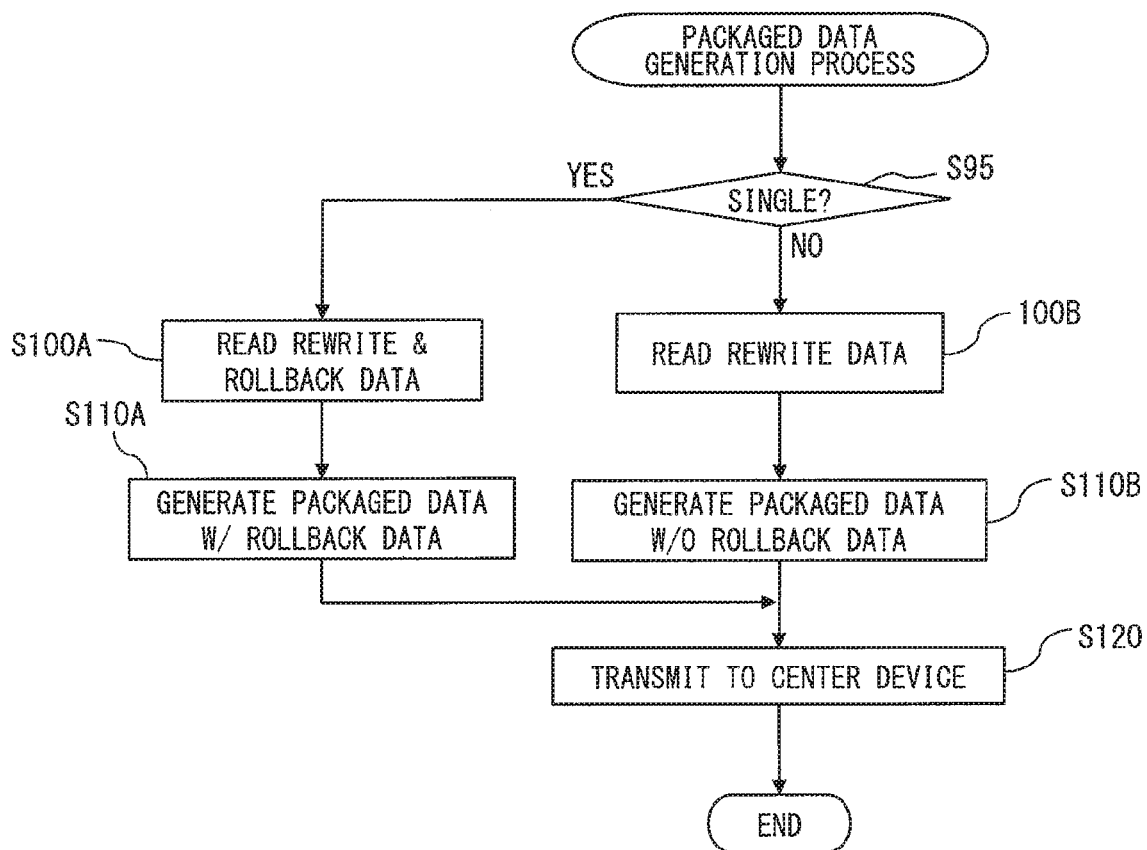 PACKAGED DATA
GENERATION PROCESS
S95
YES
SINGLE?
NO
S100A
READ REWRITE &
ROLLBACK DATA
100B
READ REWRITE DATA
S110A
GENERATE PACKAGED DATA
W/ ROLLBACK DATA
S110B
GENERATE PACKAGED DATA
W/O ROLLBACK DATA
S120
TRANSMIT TO CENTER DEVICE
END